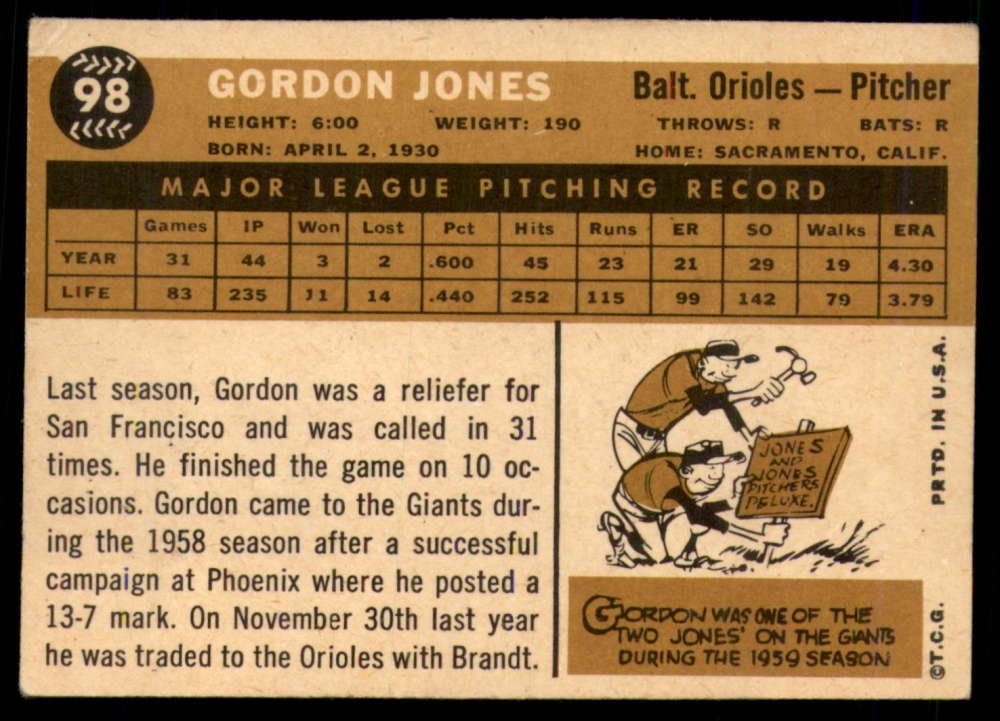 98
GORDON JONES
Balt. Orioles — Pitcher
HEIGHT: 6:00 WEIGHT: 190 THROWS: R BATS: R
BORN: APRIL 2, 1930 HOME: SACRAMENTO, CALIF.
MAJOR LEAGUE PITCHING RECORD
Games IP Won Lost Pct Hits Runs ER SO Walks ERA
YEAR 31 44 3 2 .600 45 23 21 29 19 4.30
LIFE 83 235 11 14 .440 252 115 99 142 79 3.79
Last season, Gordon was a reliefer for
San Francisco and was called in 31
times. He finished the game on 10 oc-
casions. Gordon came to the Giants dur-
ing the 1958 season after a successful
campaign at Phoenix where he posted a
13-7 mark. On November 30th last year
he was traded to the Orioles with Brandt.
JONES
AND
JONES
PITCHERS
DELUXE.
GORDON WAS ONE OF THE
TWO JONES' ON THE GIANTS
DURING THE 1959 SEASON
©T.C.G. PRTD. IN U.S.A.